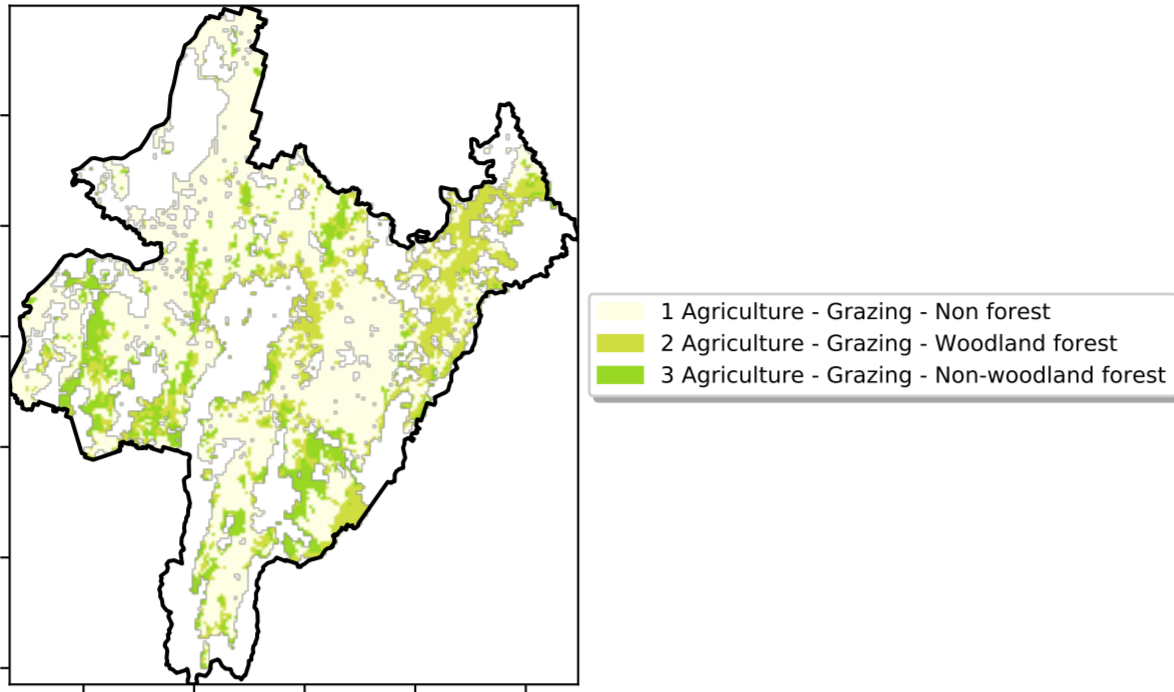 1 Agriculture - Grazing - Non forest
2 Agriculture - Grazing - Woodland forest
3 Agriculture - Grazing - Non-woodland forest